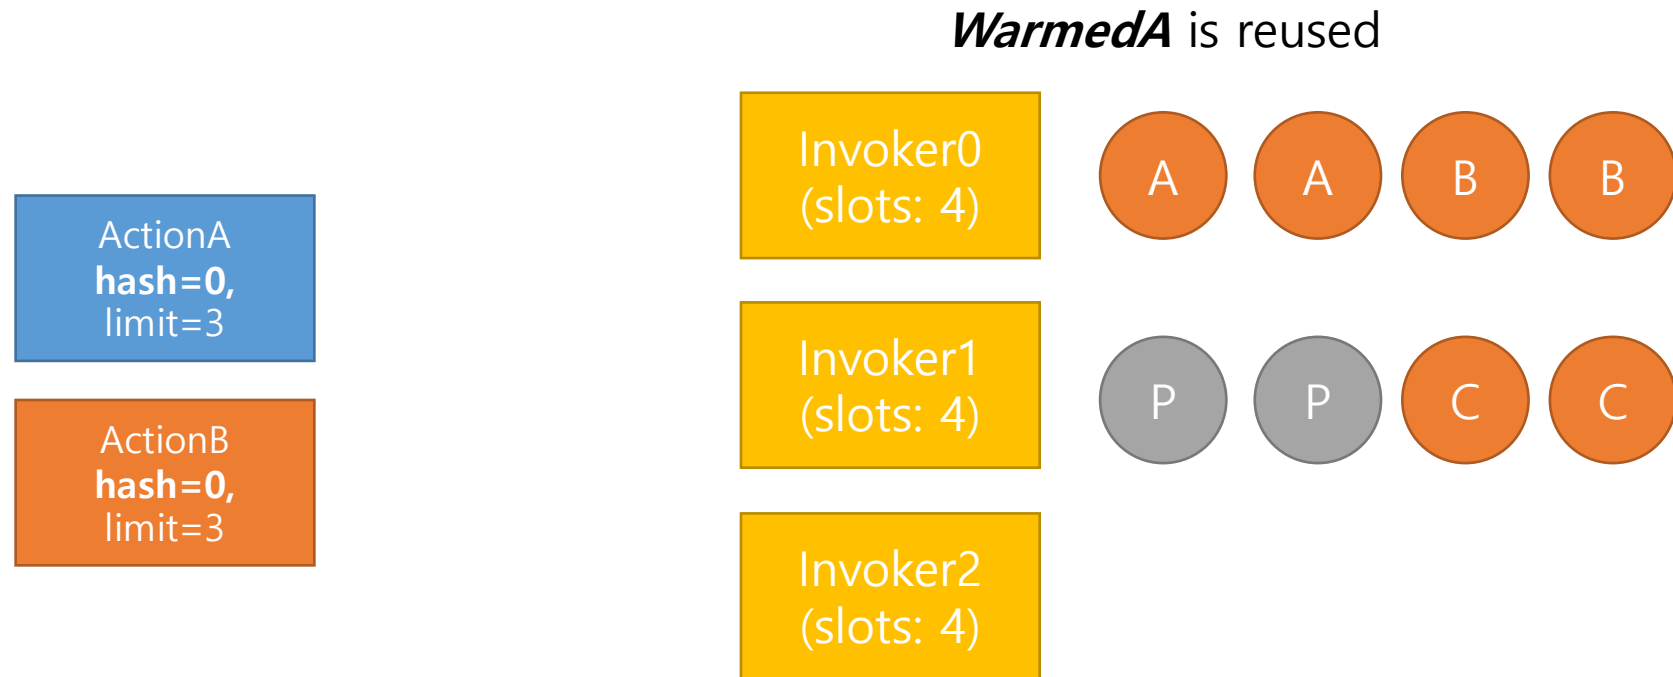 WarmedA is reused
ActionA
hash=0,
limit=3
ActionB
hash=0,
limit=3
Invoker0
(slots: 4)
A A B B
Invoker1
(slots: 4)
P P C C
Invoker2
(slots: 4)